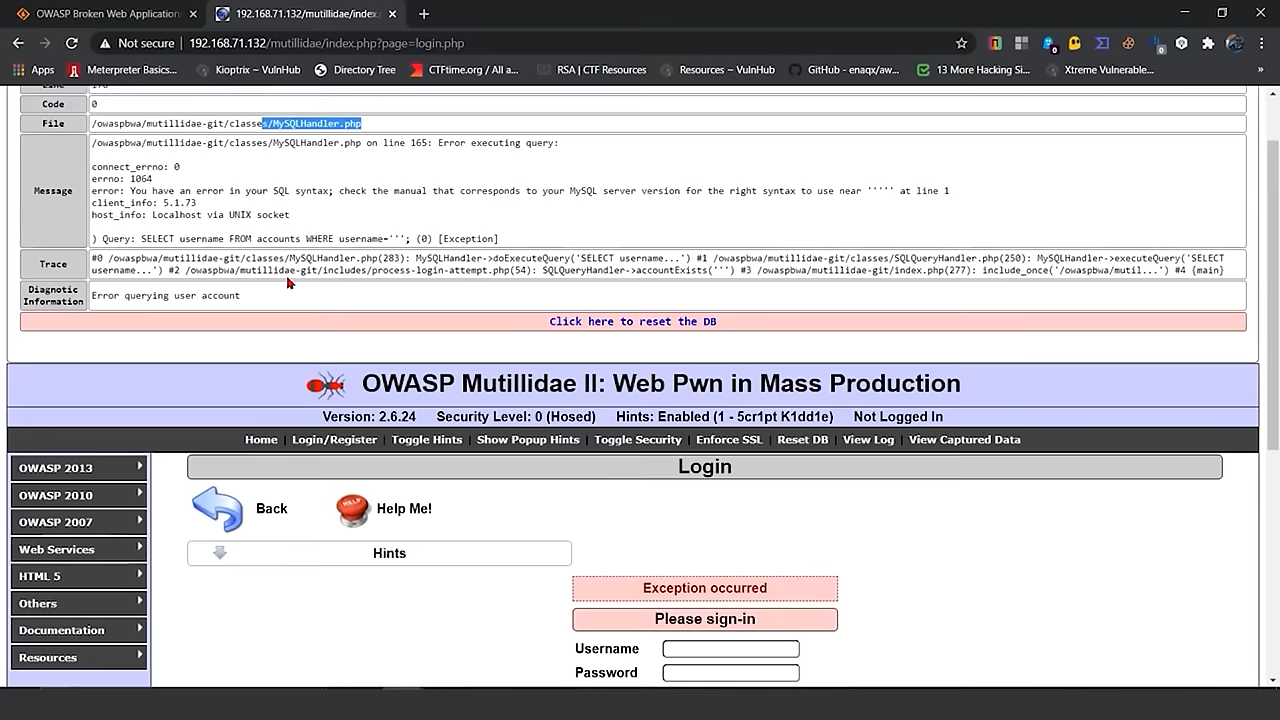 OWASP Broken Web Application
192.168.71.132/mutillidae/index.
Not secure
192.168.71.132/mutillidae/index.php?page=login.php
Apps
Meterpreter Basics...
Kioptrix ~ VulnHub
Directory Tree
CTFtime.org / All a...
RSA | CTF Resources
Resources ~ VulnHub
GitHub - enaqx/aw...
13 More Hacking Si...
Xtreme Vulnerable...
»
Code 0
File /owaspbwa/mutillidae-git/classes/MySQLHandler.php
/owaspbwa/mutillidae-git/classes/MySQLHandler.php on line 165: Error executing query:
connect_errno: 0
errno: 1064
Message error: You have an error in your SQL syntax; check the manual that corresponds to your MySQL server version for the right syntax to use near ''''' at line 1
client_info: 5.1.73
host_info: Localhost via UNIX socket
) Query: SELECT username FROM accounts WHERE username='''; (0) [Exception]
Trace
#0 /owaspbwa/mutillidae-git/classes/MySQLHandler.php(283): MySQLHandler->doExecuteQuery('SELECT username...') #1 /owaspbwa/mutillidae-git/classes/SQLQueryHandler.php(250): MySQLHandler->executeQuery('SELECT
username...') #2 /owaspbwa/mutillidae-git/includes/process-login-attempt.php(54): SQLQueryHandler->accountExists(''') #3 /owaspbwa/mutillidae-git/index.php(277): include_once('/owaspbwa/mutil...') #4 {main}
Diagnostic
Information
Error querying user account
Click here to reset the DB
OWASP Mutillidae II: Web Pwn in Mass Production
Version: 2.6.24 Security Level: 0 (Hosed) Hints: Enabled (1 - 5cr1pt K1dd1e) Not Logged In
Home | Login/Register | Toggle Hints | Show Popup Hints | Toggle Security | Enforce SSL | Reset DB | View Log | View Captured Data
OWASP 2013
OWASP 2010
OWASP 2007
Web Services
HTML 5
Others
Documentation
Resources
Login
Back
Help Me!
Hints
Exception occurred
Please sign-in
Username
Password